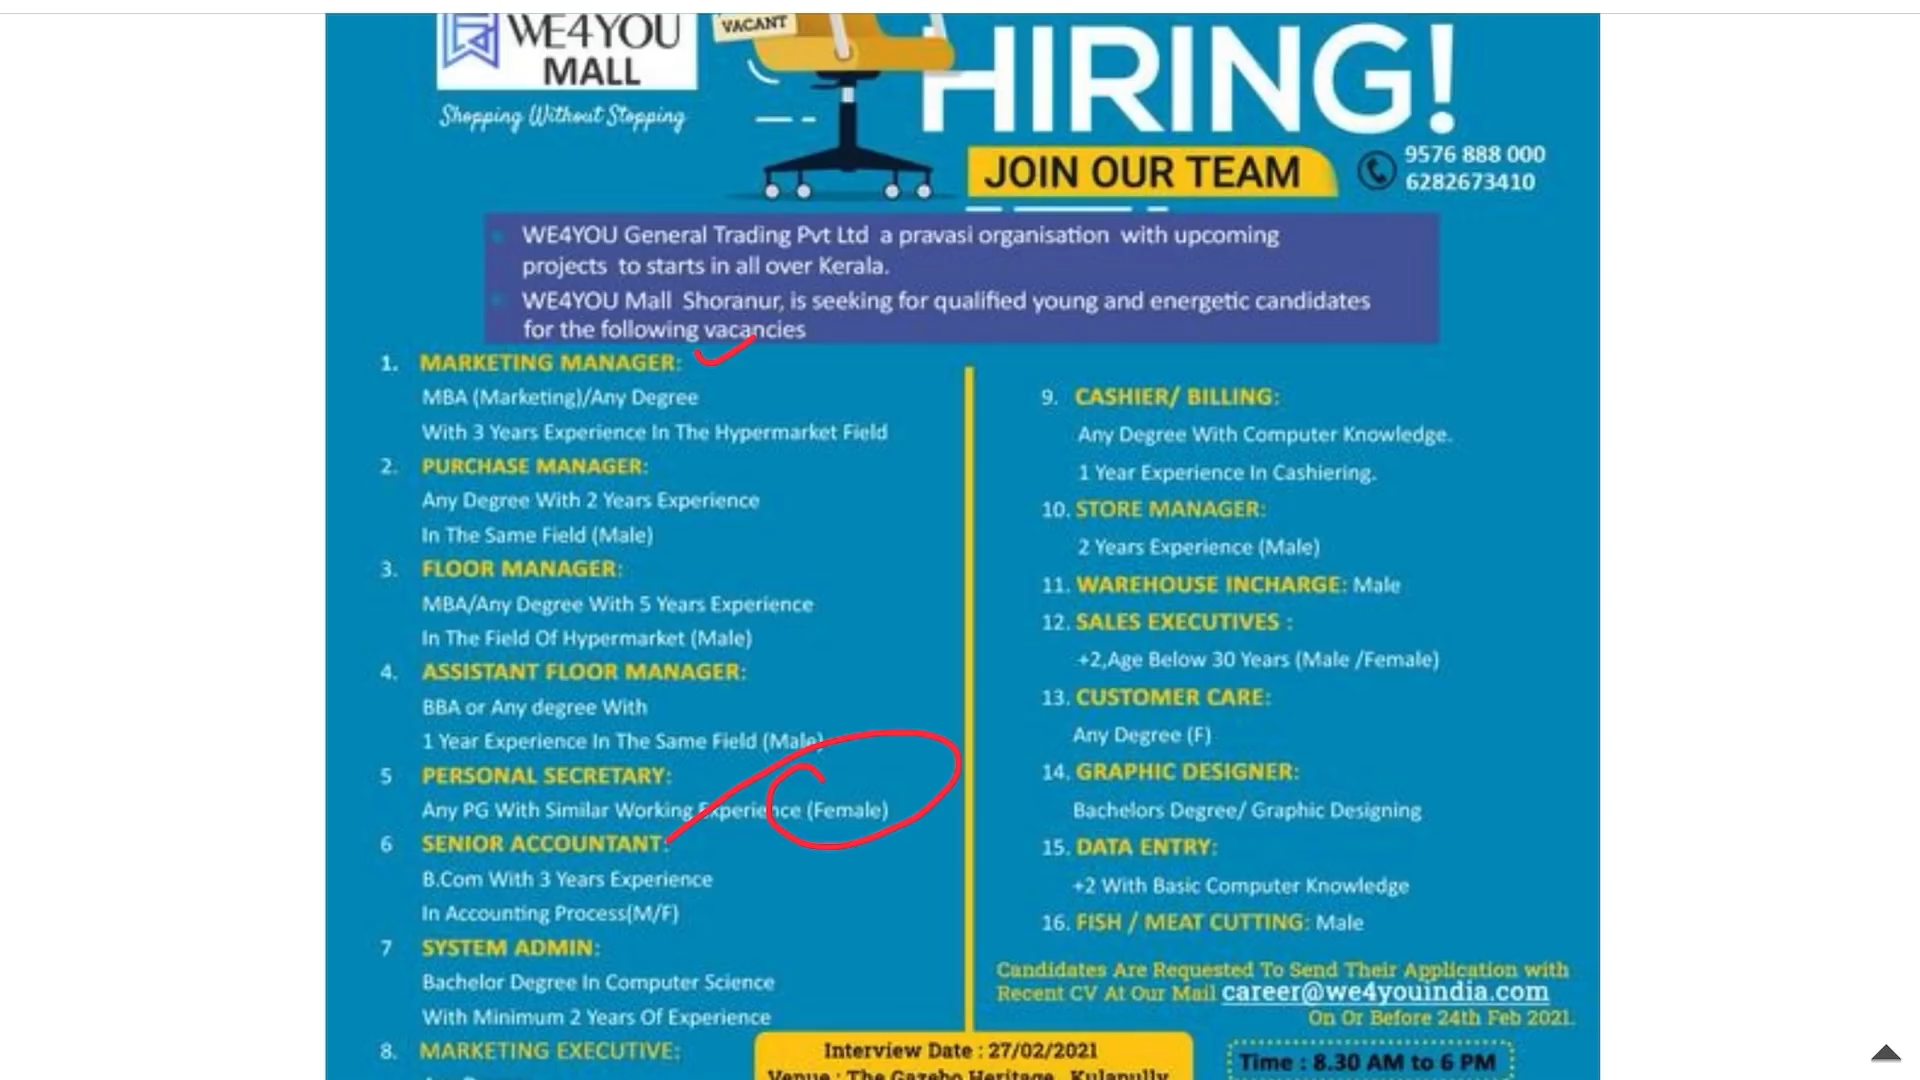 WE4YOU
MALL
Shopping Without Stopping
VACANT
HIRING!
JOIN OUR TEAM
9576 888 000
6282673410
WE4YOU General Trading Pvt Ltd a pravasi organisation with upcoming
projects to starts in all over Kerala.
WE4YOU Mall Shoranur, is seeking for qualified young and energetic candidates
for the following vacancies
1. MARKETING MANAGER:
MBA (Marketing)/Any Degree
With 3 Years Experience In The Hypermarket Field
2. PURCHASE MANAGER:
Any Degree With 2 Years Experience
In The Same Field (Male)
3. FLOOR MANAGER:
MBA/Any Degree With 5 Years Experience
In The Field Of Hypermarket (Male)
4. ASSISTANT FLOOR MANAGER:
BBA or Any degree With
1 Year Experience In The Same Field (Male)
5 PERSONAL SECRETARY:
Any PG With Similar Working Experience (Female)
6 SENIOR ACCOUNTANT:
B.Com With 3 Years Experience
In Accounting Process(M/F)
7 SYSTEM ADMIN:
Bachelor Degree In Computer Science
With Minimum 2 Years Of Experience
8. MARKETING EXECUTIVE:
9. CASHIER/ BILLING:
Any Degree With Computer Knowledge.
1 Year Experience In Cashiering.
10. STORE MANAGER:
2 Years Experience (Male)
11. WAREHOUSE INCHARGE: Male
12. SALES EXECUTIVES :
+2,Age Below 30 Years (Male /Female)
13. CUSTOMER CARE:
Any Degree (F)
14. GRAPHIC DESIGNER:
Bachelors Degree/ Graphic Designing
15. DATA ENTRY:
+2 With Basic Computer Knowledge
16. FISH / MEAT CUTTING: Male
Candidates Are Requested To Send Their Application with
Recent CV At Our Mail career@we4youindia.com
On Or Before 24th Feb 2021.
Interview Date : 27/02/2021
Venue : The Gazebo Heritage, Kulapully
Time : 8.30 AM to 6 PM